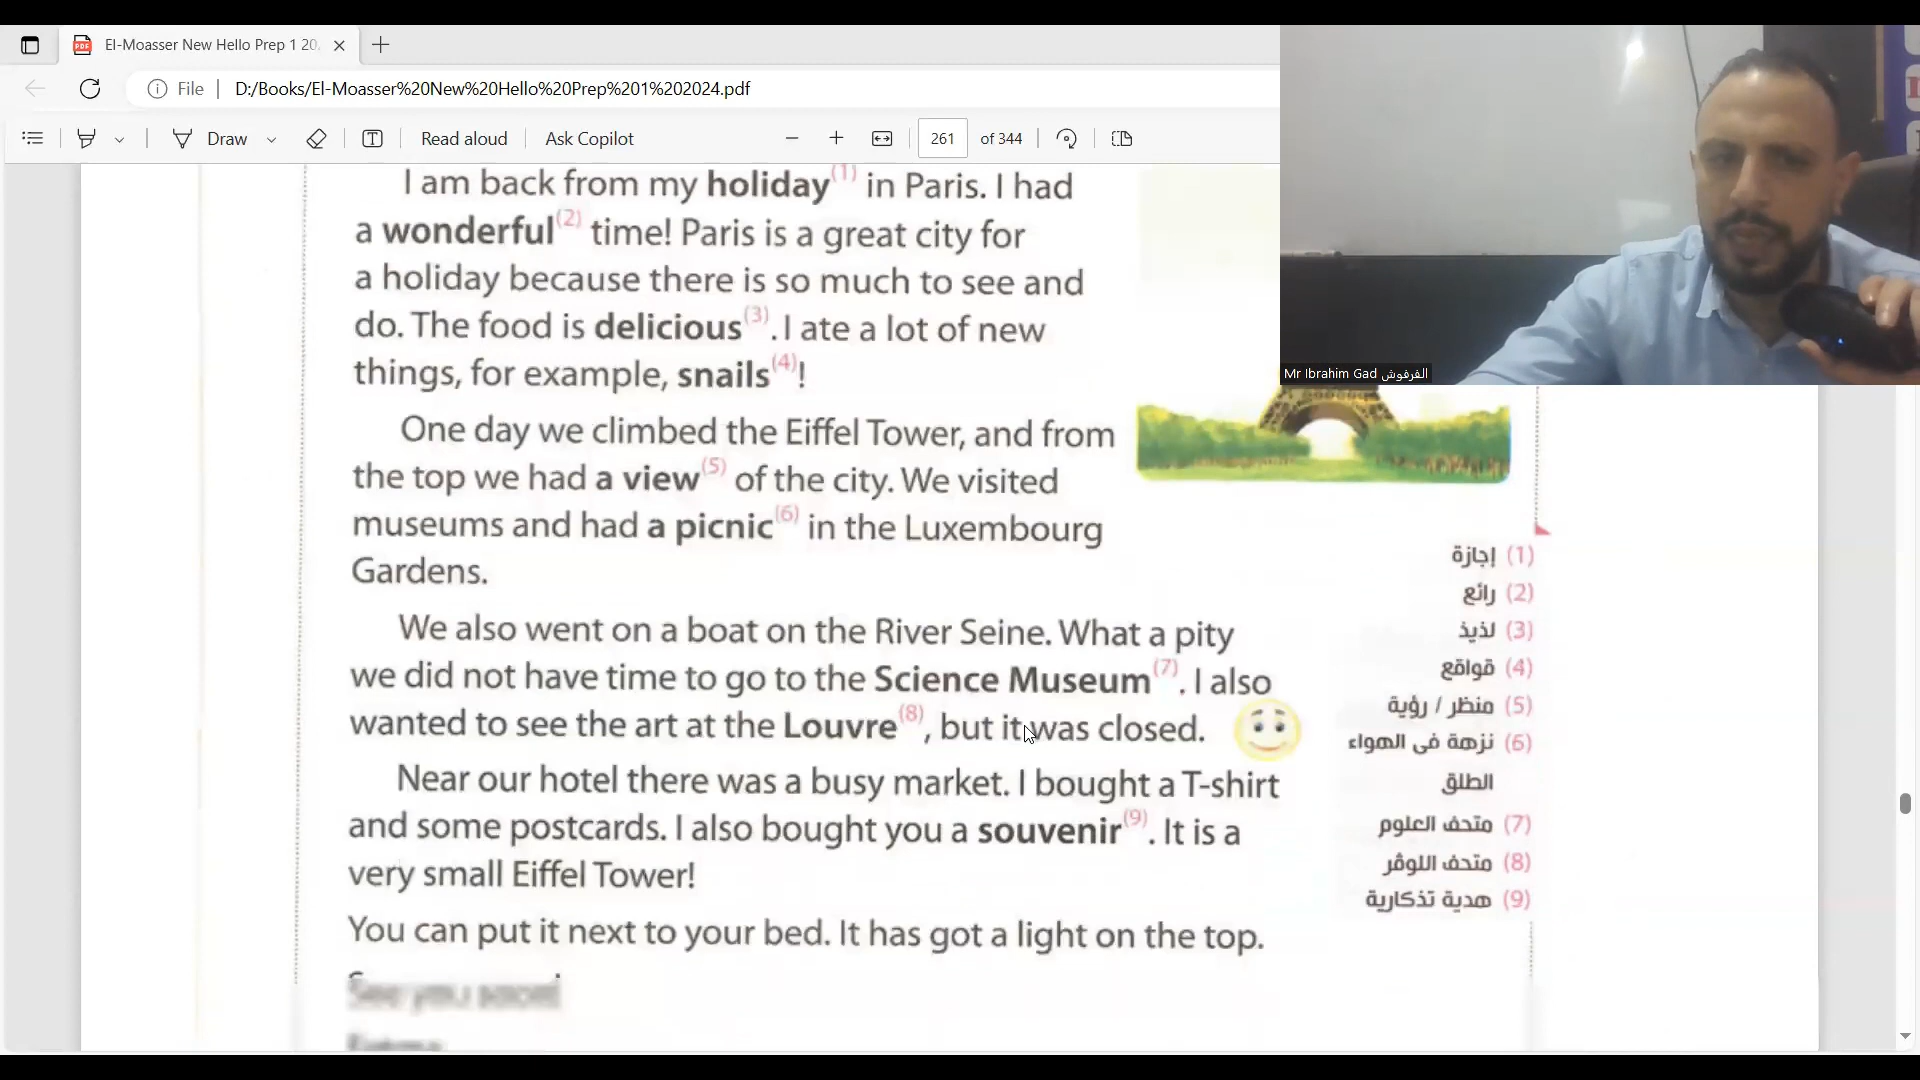 El-Moasser New Hello Prep 1 20
File
D:/Books/El-Moasser%20New%20Hello%20Prep%201%202024.pdf
Draw
Read aloud
Ask Copilot
261
of 344
I am back from my holiday(1) in Paris. I had
a wonderful(2) time! Paris is a great city for
a holiday because there is so much to see and
do. The food is delicious(3). I ate a lot of new
things, for example, snails(4)!
One day we climbed the Eiffel Tower, and from
the top we had a view(5) of the city. We visited
museums and had a picnic(6) in the Luxembourg
Gardens.
We also went on a boat on the River Seine. What a pity
we did not have time to go to the Science Museum(7). I also
wanted to see the art at the Louvre(8), but it was closed.
Near our hotel there was a busy market. I bought a T-shirt
and some postcards. I also bought you a souvenir(9). It is a
very small Eiffel Tower!
You can put it next to your bed. It has got a light on the top.
See you soon!
Mr Ibrahim Gad الفرفوش
(1) إجازة
(2) رائع
(3) لذيذ
(4) قواقع
(5) منظر / رؤية
(6) نزهة فى الهواء
الطلق
(7) متحف العلوم
(8) متحف اللوڤر
(9) هدية تذكارية